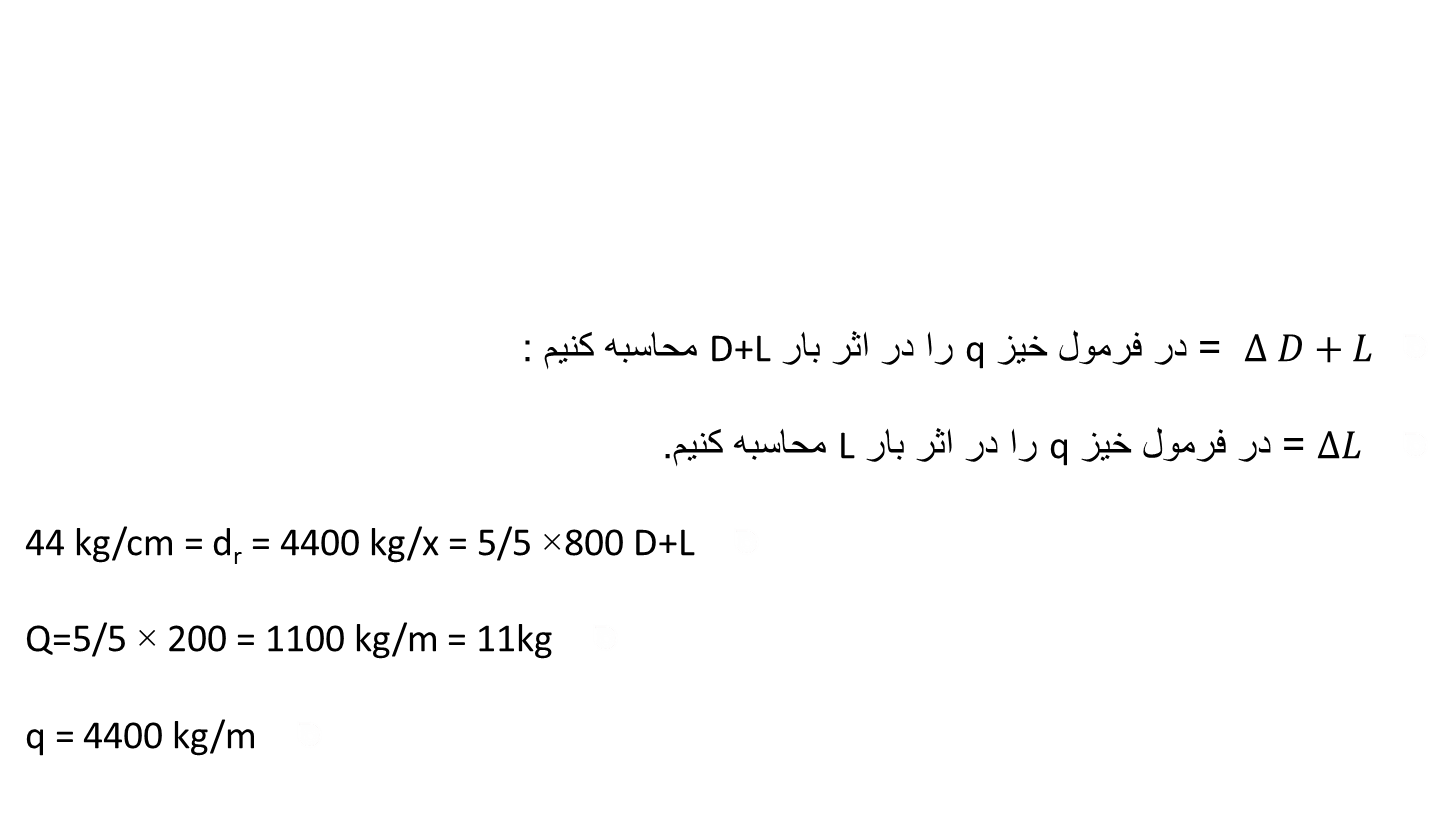 Δ D + L = در فرمول خیز q را در اثر بار D+L محاسبه کنیم :
ΔL = در فرمول خیز q را در اثر بار L محاسبه کنیم.
44 kg/cm = dr = 4400 kg/x = 5/5 ×800 D+L
Q=5/5 × 200 = 1100 kg/m = 11kg
q = 4400 kg/m